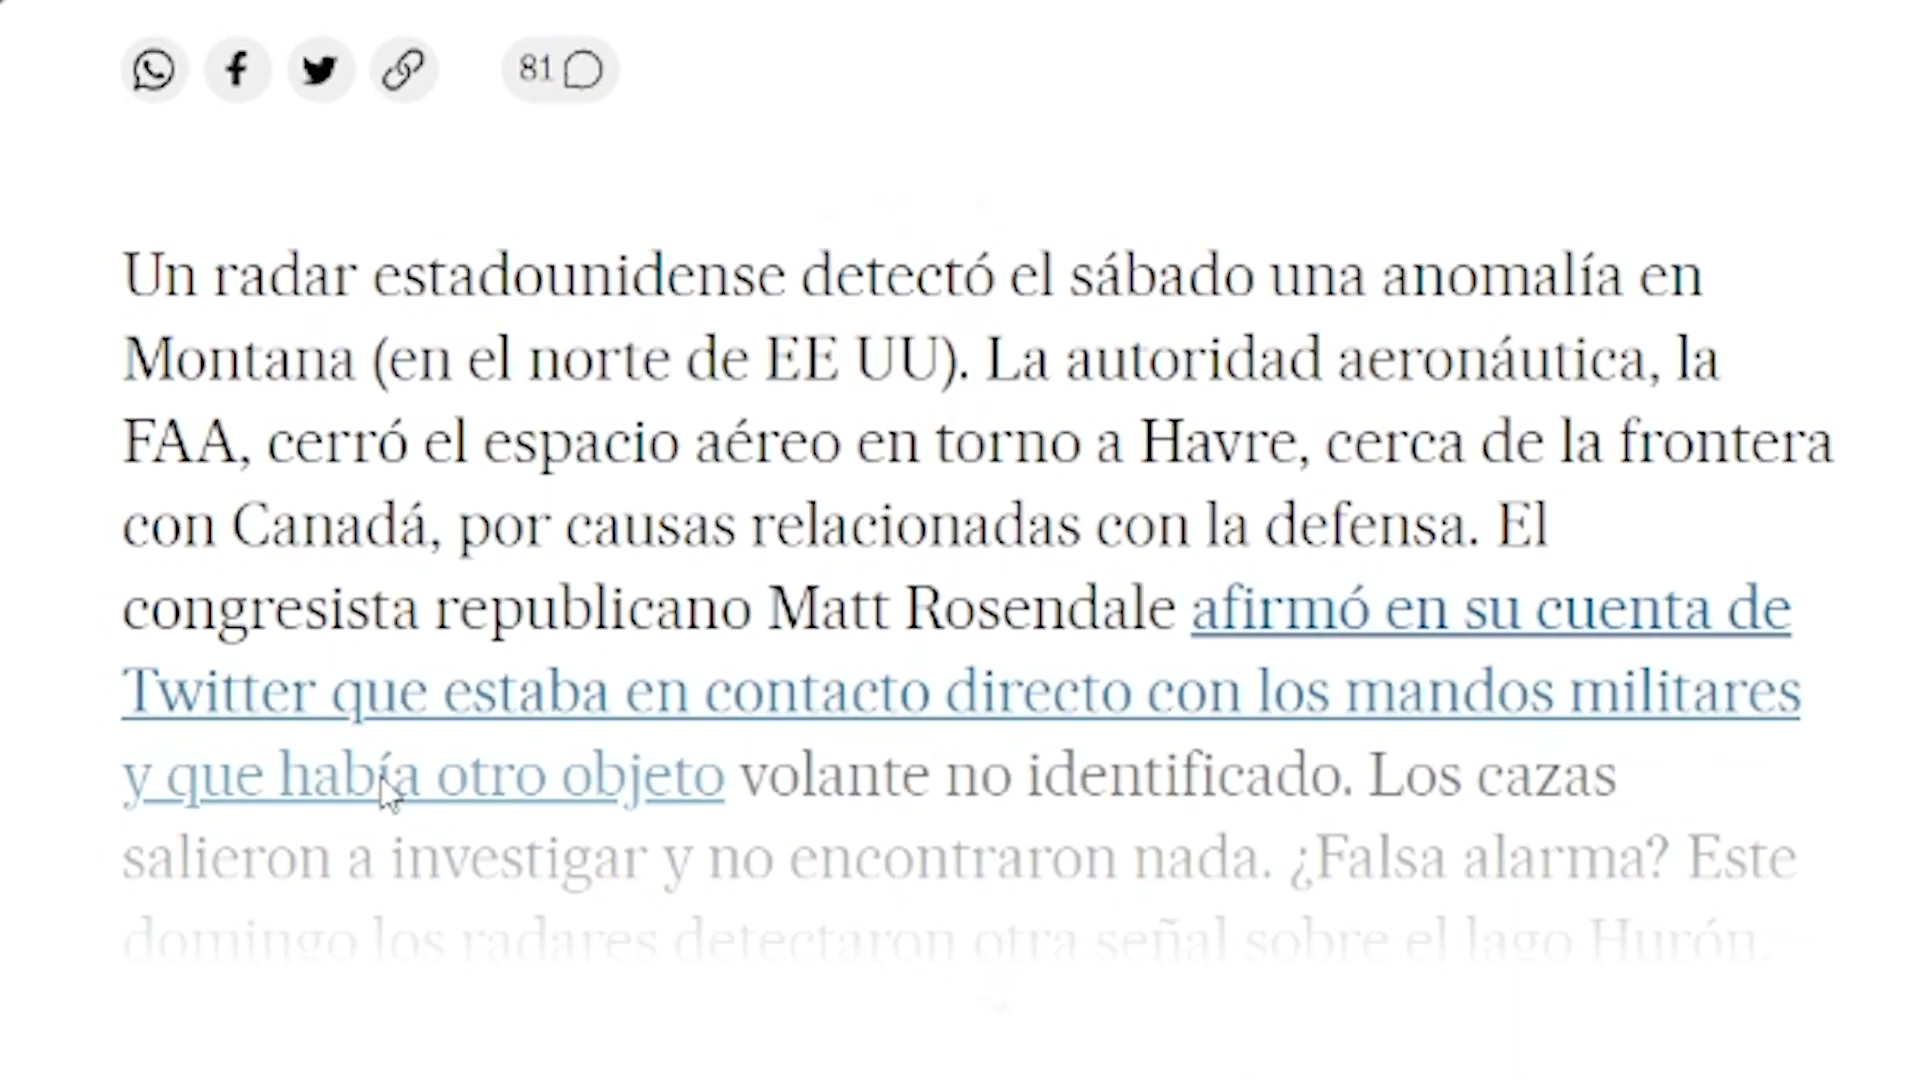 81
Un radar estadounidense detectó el sábado una anomalía en
Montana (en el norte de EE UU). La autoridad aeronáutica, la
FAA, cerró el espacio aéreo en torno a Havre, cerca de la frontera
con Canadá, por causas relacionadas con la defensa. El
congresista republicano Matt Rosendale afirmó en su cuenta de
Twitter que estaba en contacto directo con los mandos militares
y que había otro objeto volante no identificado. Los cazas
salieron a investigar y no encontraron nada. ¿Falsa alarma? Este
domingo los radares detectaron otra señal sobre el lago Hurón,